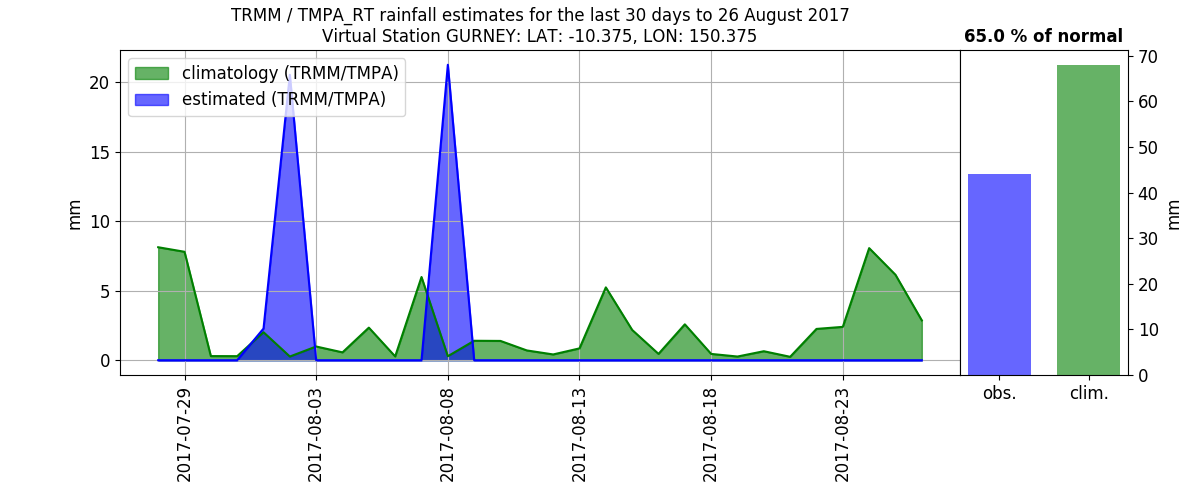 TRMM / TMPA_RT rainfall estimates for the last 30 days to 26 August 2017
Virtual Station GURNEY: LAT: -10.375, LON: 150.375
65.0 % of normal
climatology (TRMM/TMPA)
estimated (TRMM/TMPA)
mm
20
15
10
5
0
2017-07-29
2017-08-03
2017-08-08
2017-08-13
2017-08-18
2017-08-23
70
60
50
40
30
20
10
0
mm
obs.
clim.